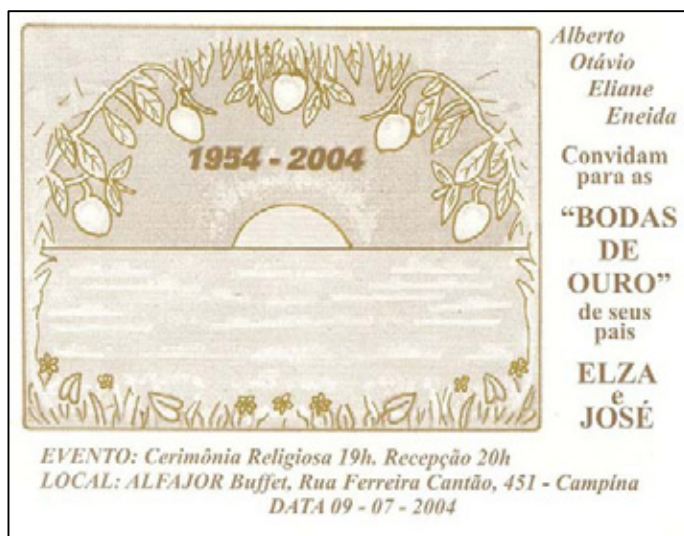 1954 - 2004
Alberto
Otávio
Eliane
Eneida
Convidam
para as
“BODAS
DE
OURO”
de seus
pais
ELZA
e
JOSÉ
EVENTO: Cerimônia Religiosa 19h. Recepção 20h
LOCAL: ALFAJOR Buffet, Rua Ferreira Cantão, 451 - Campina
DATA 09 - 07 - 2004